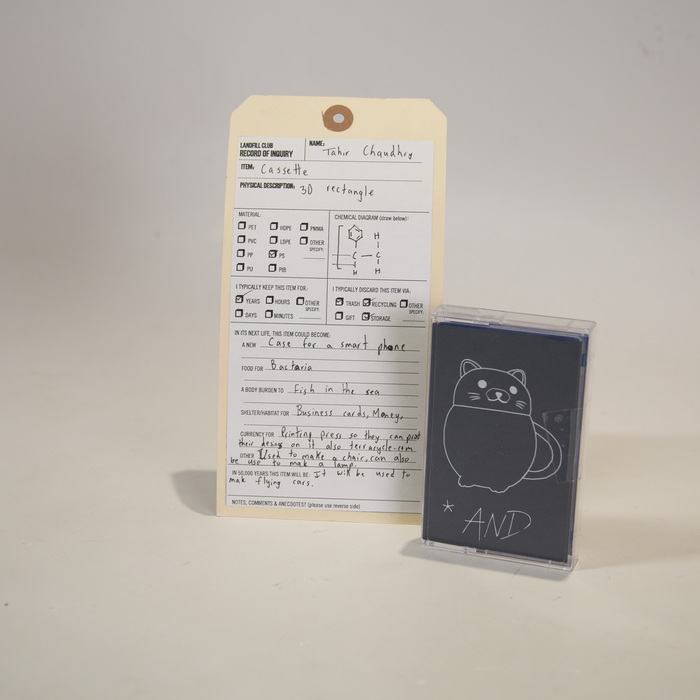 LANDFILL CLUB
RECORD OF INQUIRY
NAME: Tahir Chaudhry
ITEM: Cassette
PHYSICAL DESCRIPTION: 3D rectangle
MATERIAL:
PET HDPE PMMA
PVC LDPE OTHER
SPECIFY:
PP PS
PU PIB
CHEMICAL DIAGRAM (draw below):
H
C — C
H H
I TYPICALLY KEEP THIS ITEM FOR:
YEARS HOURS OTHER
SPECIFY:
DAYS MINUTES
I TYPICALLY DISCARD THIS ITEM VIA:
TRASH RECYCLING OTHER
SPECIFY:
GIFT STORAGE
IN ITS NEXT LIFE, THIS ITEM COULD BECOME:
A NEW Case for a smart phone
FOOD FOR Bactaria
A BODY BURDEN TO Fish in the sea
SHELTER/HABITAT FOR Business cards, Money,
CURRENCY FOR Printing press so they can print
their desing on it also terracycle.com
OTHER Used to make a chair, can also
be use to mak a lamp.
IN 50,000 YEARS THIS ITEM WILL BE: It will be used to
mak flying cars.
NOTES, COMMENTS & ANECDOTES? (please use reverse side)
* AND